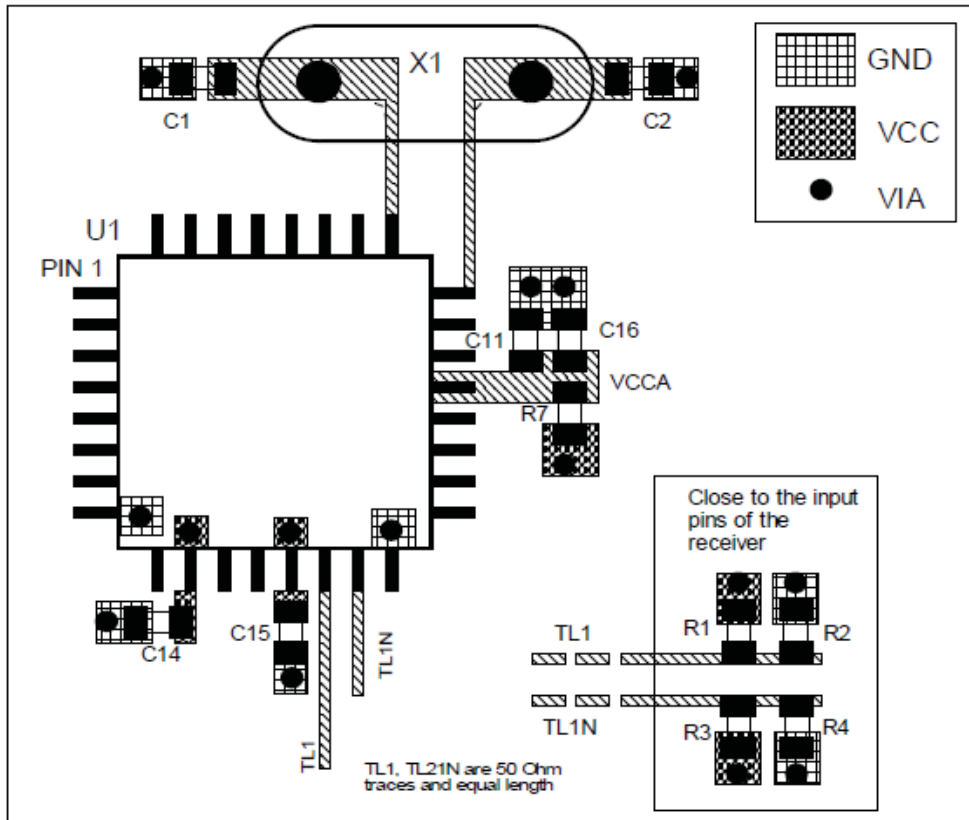 X1
C1
C2
GND
VCC
VIA
U1
PIN 1
C11
C16
VCCA
R7
C14
C15
TL1
TL1N
TL1, TL21N are 50 Ohm
traces and equal length
Close to the input
pins of the
receiver
R1
R2
TL1
TL1N
R3
R4